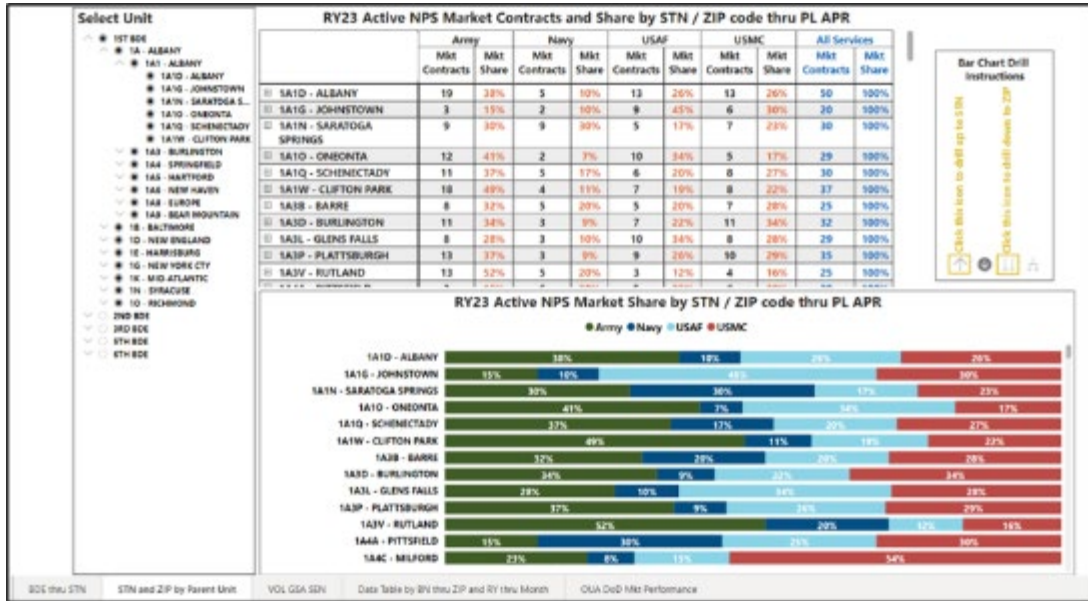 Select Unit
1ST BDE
1A - ALBANY
1A1 - ALBANY
1A1D - ALBANY
1A1G - JOHNSTOWN
1A1N - SARATOGA S...
1A1O - ONEONTA
1A1Q - SCHENECTADY
1A1W - CLIFTON PARK
1A3 - BURLINGTON
1A4 - SPRINGFIELD
1A5 - HARTFORD
1A6 - NEW HAVEN
1A8 - EUROPE
1A9 - BEAR MOUNTAIN
1B - BALTIMORE
1D - NEW ENGLAND
1E - HARRISBURG
1G - NEW YORK CTY
1K - MID-ATLANTIC
1N - SYRACUSE
1O - RICHMOND
2ND BDE
3RD BDE
5TH BDE
6TH BDE
RY23 Active NPS Market Contracts and Share by STN / ZIP code thru PL APR
Army Navy USAF USMC All Services
Mkt Contracts Mkt Share Mkt Contracts Mkt Share Mkt Contracts Mkt Share Mkt Contracts Mkt Share Mkt Contracts Mkt Share
1A1D - ALBANY 19 38% 5 10% 13 26% 13 26% 50 100%
1A1G - JOHNSTOWN 3 15% 2 10% 9 45% 6 30% 20 100%
1A1N - SARATOGA SPRINGS 9 30% 9 30% 5 17% 7 23% 30 100%
1A1O - ONEONTA 12 41% 2 7% 10 34% 5 17% 29 100%
1A1Q - SCHENECTADY 11 37% 5 17% 6 20% 8 27% 30 100%
1A1W - CLIFTON PARK 18 49% 4 11% 7 19% 8 22% 37 100%
1A3B - BARRE 8 32% 5 20% 5 20% 7 28% 25 100%
1A3D - BURLINGTON 11 34% 3 9% 7 22% 11 34% 32 100%
1A3L - GLENS FALLS 8 28% 3 10% 10 34% 8 28% 29 100%
1A3P - PLATTSBURGH 13 37% 3 9% 9 26% 10 29% 35 100%
1A3V - RUTLAND 13 52% 5 20% 3 12% 4 16% 25 100%
Bar Chart Drill
Instructions
Click this icon to drill up to STN
Click this icon to drill down to ZIP
RY23 Active NPS Market Share by STN / ZIP code thru PL APR
Army Navy USAF USMC
1A1D - ALBANY 38% 10% 26% 26%
1A1G - JOHNSTOWN 15% 10% 45% 30%
1A1N - SARATOGA SPRINGS 30% 30% 17% 23%
1A1O - ONEONTA 41% 7% 34% 17%
1A1Q - SCHENECTADY 37% 17% 20% 27%
1A1W - CLIFTON PARK 49% 11% 19% 22%
1A3B - BARRE 32% 20% 20% 28%
1A3D - BURLINGTON 34% 9% 22% 34%
1A3L - GLENS FALLS 28% 10% 34% 28%
1A3P - PLATTSBURGH 37% 9% 26% 29%
1A3V - RUTLAND 52% 20% 12% 16%
1A4A - PITTSFIELD 15% 30% 25% 30%
1A4C - MILFORD 23% 8% 15% 54%
BDE thru STN
STN and ZIP by Parent Unit
VOL GSA SEN
Data Table by BN thru ZIP and RY thru Month
OUA DoD Mkt Performance